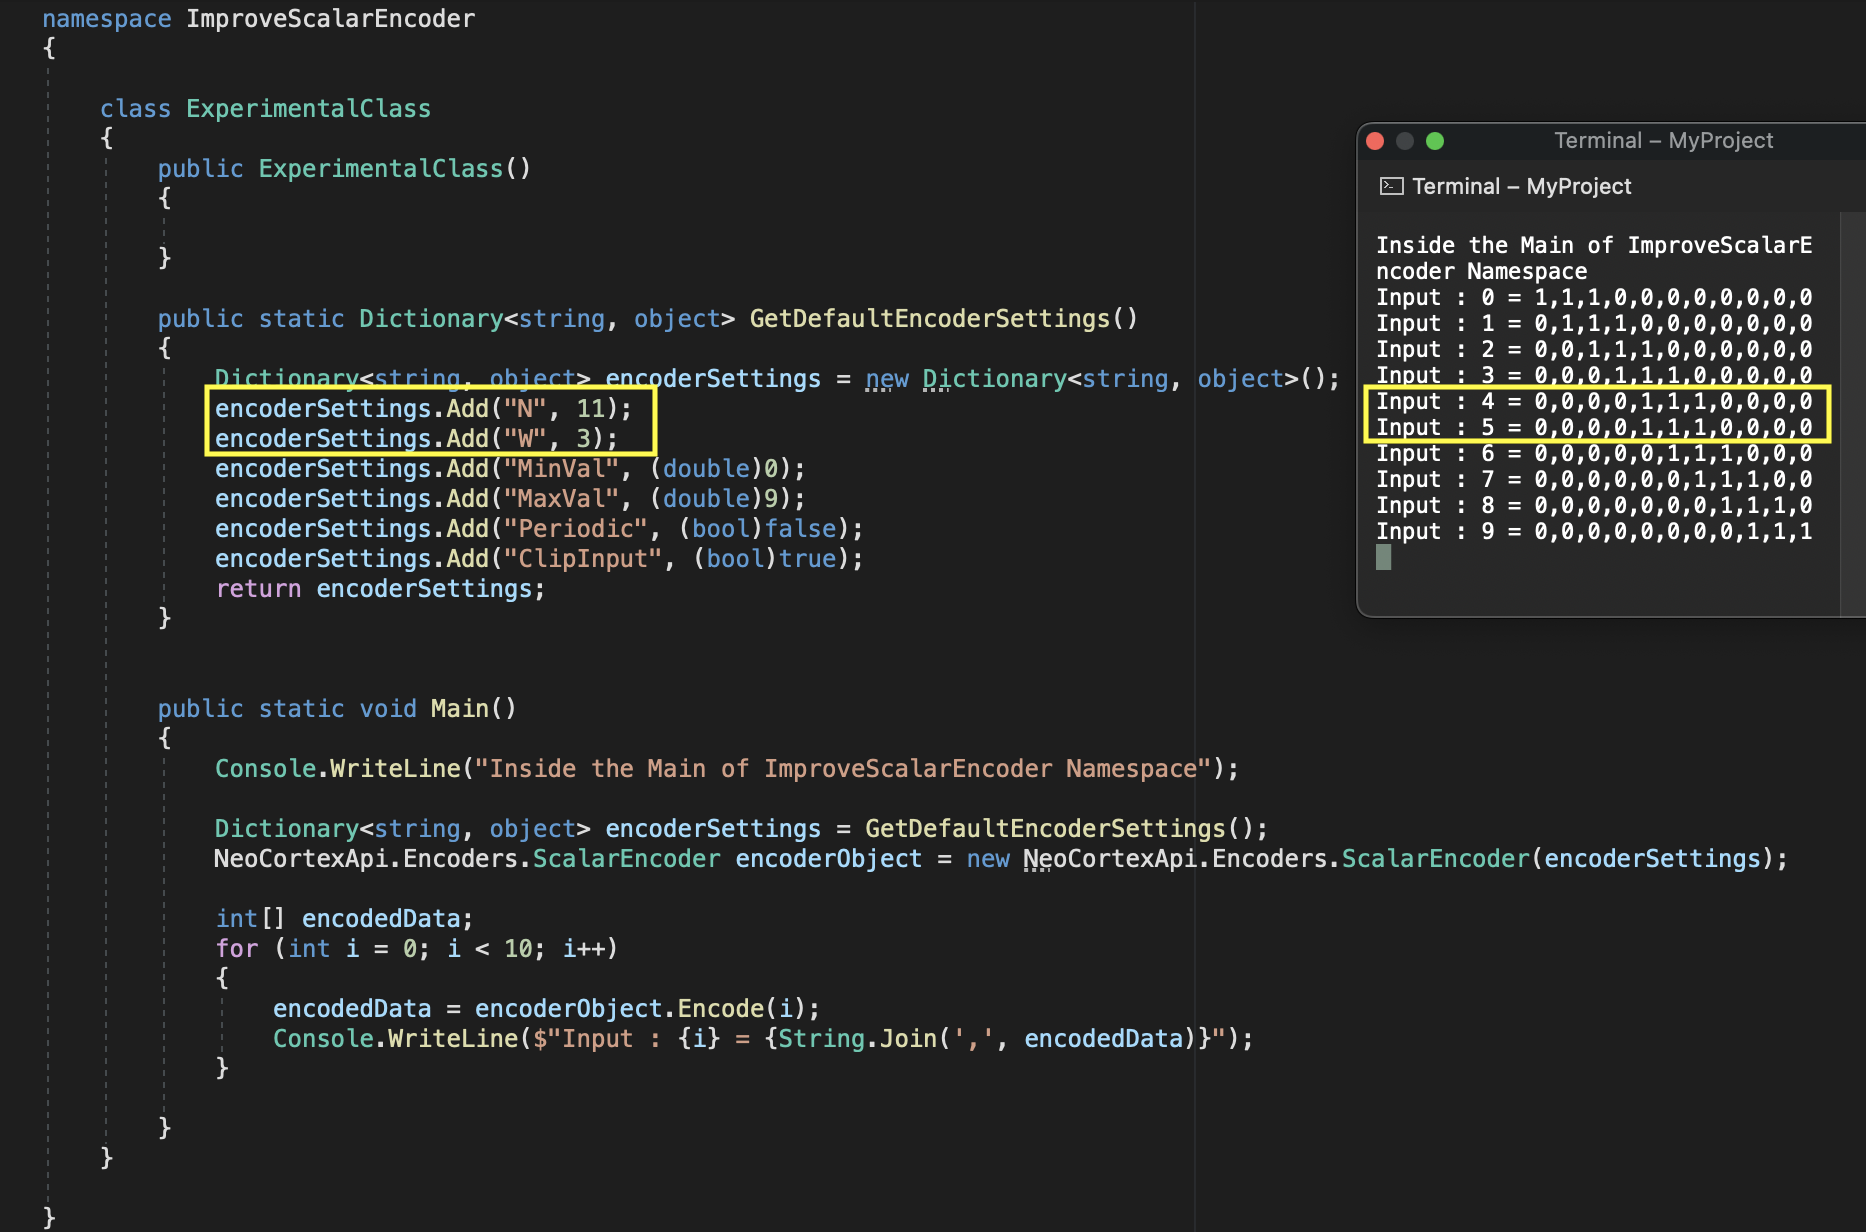 namespace ImproveScalarEncoder
{
class ExperimentalClass
{
public ExperimentalClass()
{
}
public static Dictionary<string, object> GetDefaultEncoderSettings()
{
Dictionary<string, object> encoderSettings = new Dictionary<string, object>();
encoderSettings.Add("N", 11);
encoderSettings.Add("W", 3);
encoderSettings.Add("MinVal", (double)0);
encoderSettings.Add("MaxVal", (double)9);
encoderSettings.Add("Periodic", (bool)false);
encoderSettings.Add("ClipInput", (bool)true);
return encoderSettings;
}
public static void Main()
{
Console.WriteLine("Inside the Main of ImproveScalarEncoder Namespace");
Dictionary<string, object> encoderSettings = GetDefaultEncoderSettings();
NeoCortexApi.Encoders.ScalarEncoder encoderObject = new NeoCortexApi.Encoders.ScalarEncoder(encoderSettings);
int[] encodedData;
for (int i = 0; i < 10; i++)
{
encodedData = encoderObject.Encode(i);
Console.WriteLine($"Input : {i} = {String.Join(',', encodedData)}");
}
}
}
}
Terminal – MyProject
Terminal – MyProject
Inside the Main of ImproveScalarE
ncoder Namespace
Input : 0 = 1,1,1,0,0,0,0,0,0,0,0
Input : 1 = 0,1,1,1,0,0,0,0,0,0,0
Input : 2 = 0,0,1,1,1,0,0,0,0,0,0
Input : 3 = 0,0,0,1,1,1,0,0,0,0,0
Input : 4 = 0,0,0,0,1,1,1,0,0,0,0
Input : 5 = 0,0,0,0,1,1,1,0,0,0,0
Input : 6 = 0,0,0,0,0,1,1,1,0,0,0
Input : 7 = 0,0,0,0,0,0,1,1,1,0,0
Input : 8 = 0,0,0,0,0,0,0,1,1,1,0
Input : 9 = 0,0,0,0,0,0,0,0,1,1,1